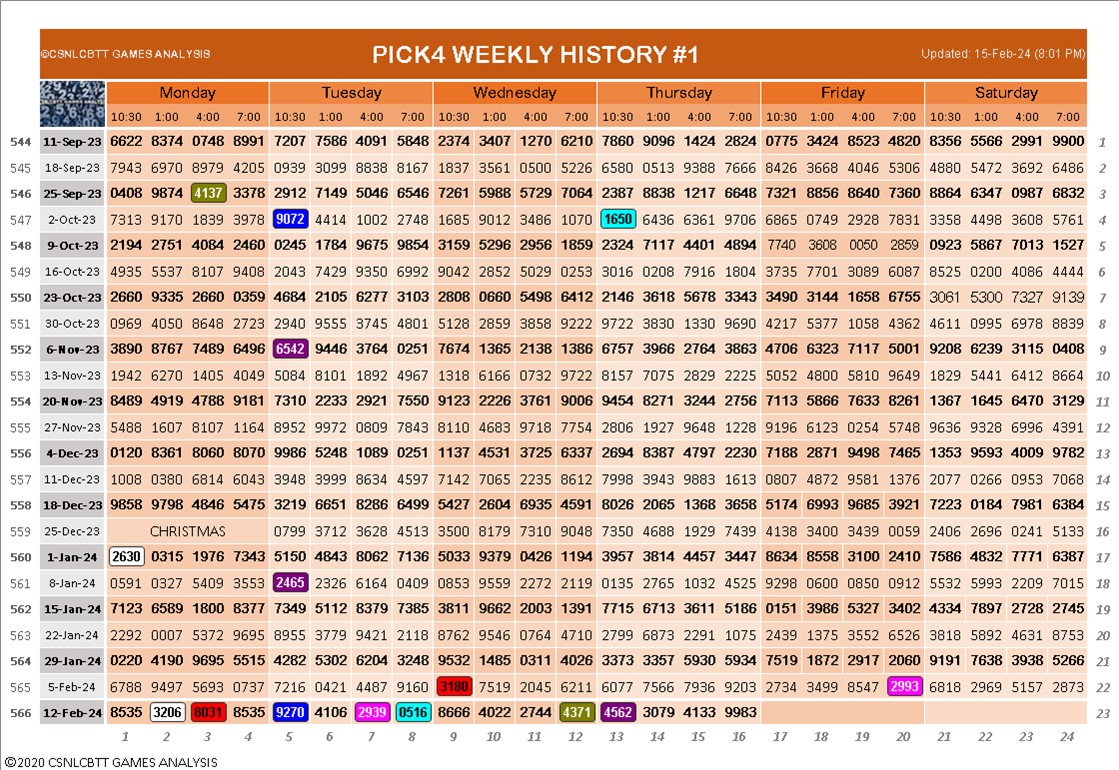 ©CSNLCBTT GAMES ANALYSIS PICK4 WEEKLY HISTORY #1 Updated: 15-Feb-24 (8:01 PM)
Monday Tuesday Wednesday Thursday Friday Saturday
10:30 1:00 4:00 7:00 10:30 1:00 4:00 7:00 10:30 1:00 4:00 7:00 10:30 1:00 4:00 7:00 10:30 1:00 4:00 7:00 10:30 1:00 4:00 7:00
544 11-Sep-23 6622 8374 0748 8991 7207 7586 4091 5848 2374 3407 1270 6210 7860 9096 1424 2824 0775 3424 8523 4820 8356 5566 2991 9900 1
545 18-Sep-23 7943 6970 8979 4205 0939 3099 8838 8167 1837 3561 0500 5226 6580 0513 9388 7666 8426 3668 4046 5306 4880 5472 3692 6486 2
546 25-Sep-23 0408 9874 4137 3378 2912 7149 5046 6546 7261 5988 5729 7064 2387 1838 1217 6648 7321 8856 8640 7560 8864 6347 0987 6832 3
547 2-Oct-23 7313 9170 1839 3978 9072 4414 1002 2748 1685 9012 3486 1070 1650 6436 6361 9706 6865 0749 2928 7831 3358 4498 3608 5761 4
548 9-Oct-23 2194 2751 4084 2460 0245 1784 9675 9854 3159 5296 2956 1859 2324 7117 4401 4894 7740 3608 0050 2859 0923 5867 7013 1527 5
549 16-Oct-23 4935 5537 8107 9408 2043 7429 9350 6992 9042 2852 5029 0253 3016 0208 7916 1804 3735 7701 3089 6087 8525 0200 4086 4444 6
550 23-Oct-23 2660 9335 2660 0359 4684 2105 6277 3103 2808 0660 5498 6412 2146 3618 5678 3343 3490 3144 1658 6755 3061 5300 7327 9139 7
551 30-Oct-23 0969 4050 8648 2723 2940 9555 3745 4801 5128 2859 3858 9222 9722 3830 1330 9690 4217 5377 1058 4362 4611 0995 6978 8839 8
552 6-Nov-23 3890 8767 7489 6496 6542 9446 3764 0251 7674 1365 2138 1386 6757 3966 2764 3863 4706 6323 7117 5001 9208 6239 3115 0408 9
553 13-Nov-23 1942 6270 1405 4049 5084 8101 1892 4967 1318 6166 0732 9722 8157 7075 2829 2225 5052 4800 5810 9649 1829 5441 6412 8664 10
554 20-Nov-23 8489 4919 4788 9181 7310 2233 2921 7550 9123 2226 3761 9006 9454 8271 3244 2756 7113 5866 7633 8261 1367 1645 6470 3129 11
555 27-Nov-23 5488 1607 8107 1164 8952 9972 0809 7843 8110 4683 9718 7754 2806 1927 9648 1228 9196 6123 0254 5748 9636 9328 6996 4391 12
556 4-Dec-23 0120 8361 8060 8070 9986 5248 1089 0251 1137 4531 3725 6337 2694 8387 4797 2230 7188 2871 9498 7465 1353 9593 4009 9782 13
557 11-Dec-23 1008 0380 6814 6043 3948 3999 8634 4597 7142 7065 2235 8612 7998 3943 9883 1613 0807 4872 9581 1376 2077 0266 0953 7068 14
558 18-Dec-23 9858 9798 4846 5475 3219 6651 8286 6499 5427 2604 6935 4591 8026 2065 1368 3658 5174 6993 9685 3921 7223 0184 7981 6384 15
559 25-Dec-23 CHRISTMAS 0799 3712 3628 4513 3500 8179 7310 9048 7350 4688 1929 7439 4138 3400 3439 0059 2406 2696 0241 5133 16
560 1-Jan-24 2630 0315 1976 7343 5150 4843 8062 7136 5033 9379 0426 1194 3957 3814 4457 3447 8634 8558 3100 2410 7586 4832 7771 6387 17
561 8-Jan-24 0591 0327 5409 3553 2465 2326 6164 0409 0853 9559 2272 2119 0135 2765 1032 4525 9298 0600 0850 0912 5532 5993 2209 7015 18
562 15-Jan-24 7123 6589 1800 8377 7349 5112 8379 7385 3811 9662 2003 1391 7715 6713 3611 5186 0151 3986 5327 3402 4334 7897 2728 2745 19
563 22-Jan-24 2292 0007 5372 9695 8955 3779 9421 2118 8762 9546 0764 4710 2799 6873 2291 1075 2439 1375 3552 6526 3818 5892 4631 8753 20
564 29-Jan-24 0220 4190 9695 5515 4282 5302 6204 3248 9532 1485 0311 4026 3373 3357 5930 5934 7519 1872 2917 2060 9191 7638 3938 5266 21
565 5-Feb-24 6788 9497 5693 0737 7216 0421 4487 9160 3180 7519 2045 6211 6077 7566 7936 9203 2734 3499 8547 2993 6818 2969 5157 2873 22
566 12-Feb-24 8535 3206 8031 8535 9270 4106 2939 0516 8666 4022 2744 4371 4562 3079 4133 9983 23
1 2 3 4 5 6 7 8 9 10 11 12 13 14 15 16 17 18 19 20 21 22 23 24
©2020 CSNLCBTT GAMES ANALYSIS